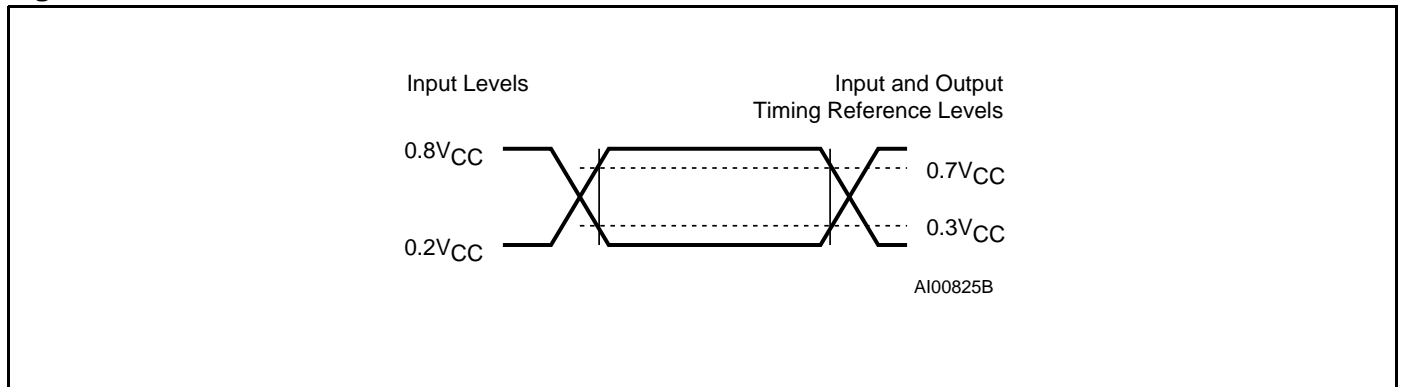 Input Levels
Input and Output
Timing Reference Levels
0.8VCC
0.7VCC
0.3VCC
0.2VCC
AI00825B